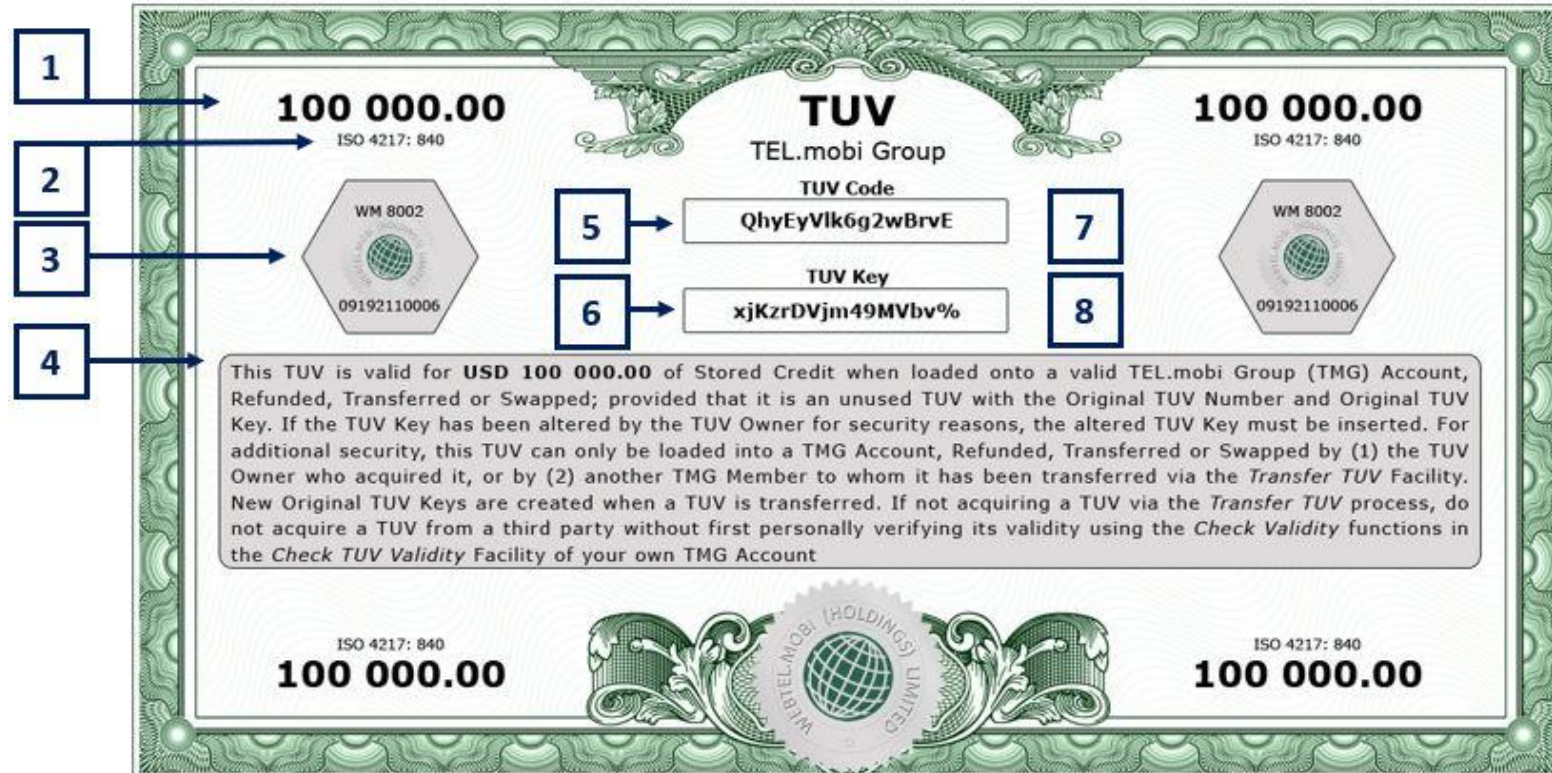 1
100 000.00
ISO 4217: 840
TUV
TEL.mobi Group
100 000.00
ISO 4217: 840
2
WM 8002
09192110006
3
TUV Code
5
QhyEyVlk6g2wBrvE
7
TUV Key
6
xjKzrDVjm49MVbv%
8
WM 8002
09192110006
4
This TUV is valid for USD 100 000.00 of Stored Credit when loaded onto a valid TEL.mobi Group (TMG) Account,
Refunded, Transferred or Swapped; provided that it is an unused TUV with the Original TUV Number and Original TUV
Key. If the TUV Key has been altered by the TUV Owner for security reasons, the altered TUV Key must be inserted. For
additional security, this TUV can only be loaded into a TMG Account, Refunded, Transferred or Swapped by (1) the TUV
Owner who acquired it, or by (2) another TMG Member to whom it has been transferred via the Transfer TUV Facility.
New Original TUV Keys are created when a TUV is transferred. If not acquiring a TUV via the Transfer TUV process, do
not acquire a TUV from a third party without first personally verifying its validity using the Check Validity functions in
the Check TUV Validity Facility of your own TMG Account
ISO 4217: 840
100 000.00
WEBTEL.MOBI (HOLDINGS) LIMITED
ISO 4217: 840
100 000.00